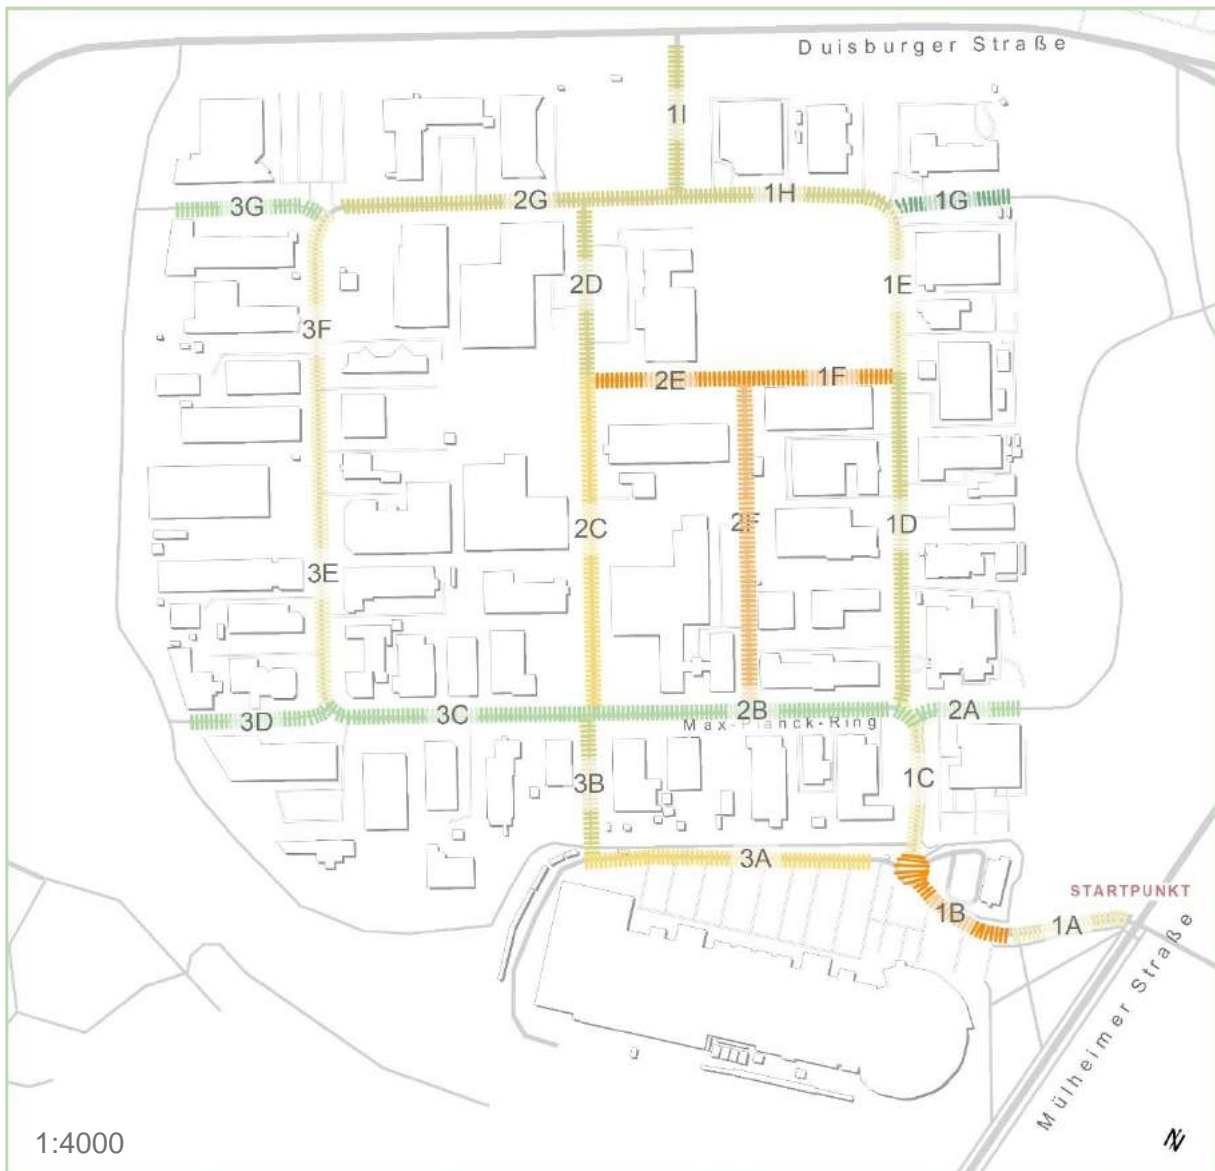 Duisburger Straße
1I
3G
2G
1H
1G
2D
1E
3F
2E
1F
2C
2F
1D
3E
3D
3C
2B
2A
Max-Planck-Ring
3B
1C
3A
STARTPUNKT
1B
1A
Mülheimer Straße
1:4000
N